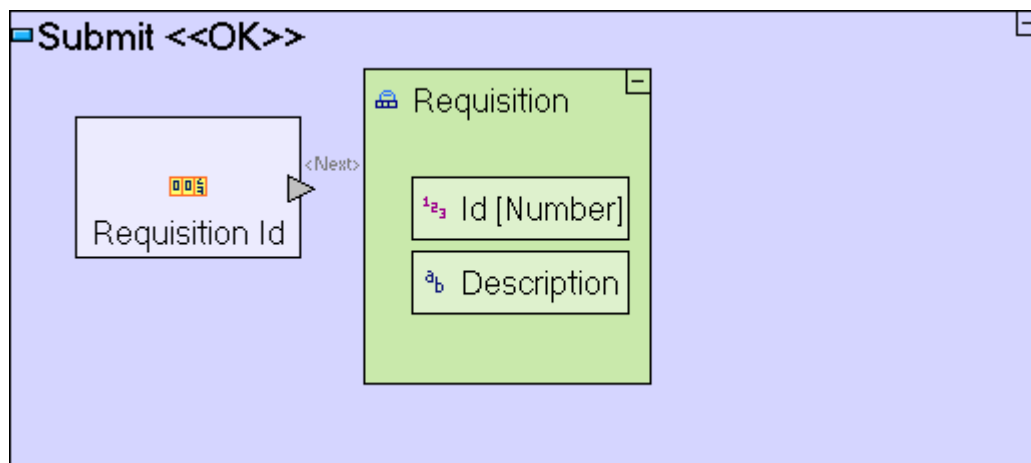 Submit <<OK>>
Requisition
<Next>
Requisition Id
Id [Number]
Description